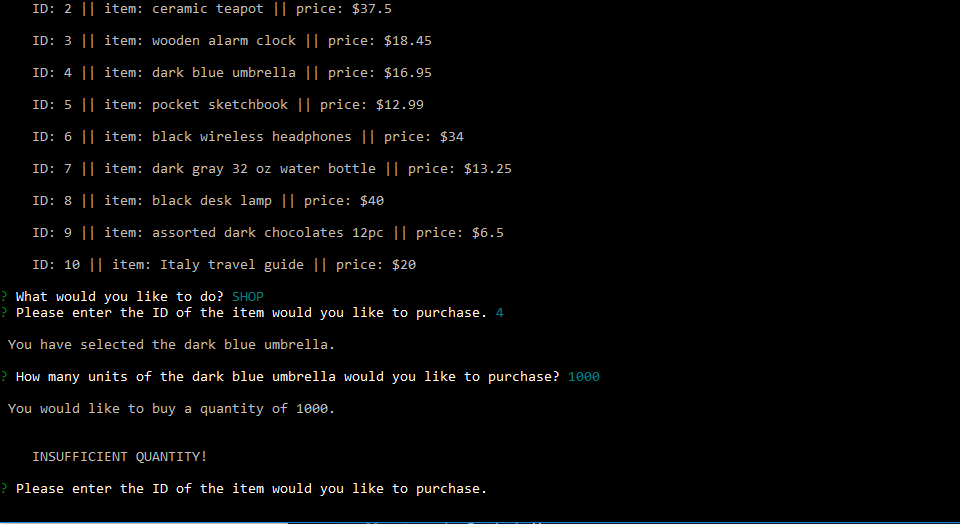 ID: 2 || item: ceramic teapot || price: $37.5
ID: 3 || item: wooden alarm clock || price: $18.45
ID: 4 || item: dark blue umbrella || price: $16.95
ID: 5 || item: pocket sketchbook || price: $12.99
ID: 6 || item: black wireless headphones || price: $34
ID: 7 || item: dark gray 32 oz water bottle || price: $13.25
ID: 8 || item: black desk lamp || price: $40
ID: 9 || item: assorted dark chocolates 12pc || price: $6.5
ID: 10 || item: Italy travel guide || price: $20
? What would you like to do? SHOP
? Please enter the ID of the item would you like to purchase. 4
You have selected the dark blue umbrella.
? How many units of the dark blue umbrella would you like to purchase? 1000
You would like to buy a quantity of 1000.
INSUFFICIENT QUANTITY!
? Please enter the ID of the item would you like to purchase.